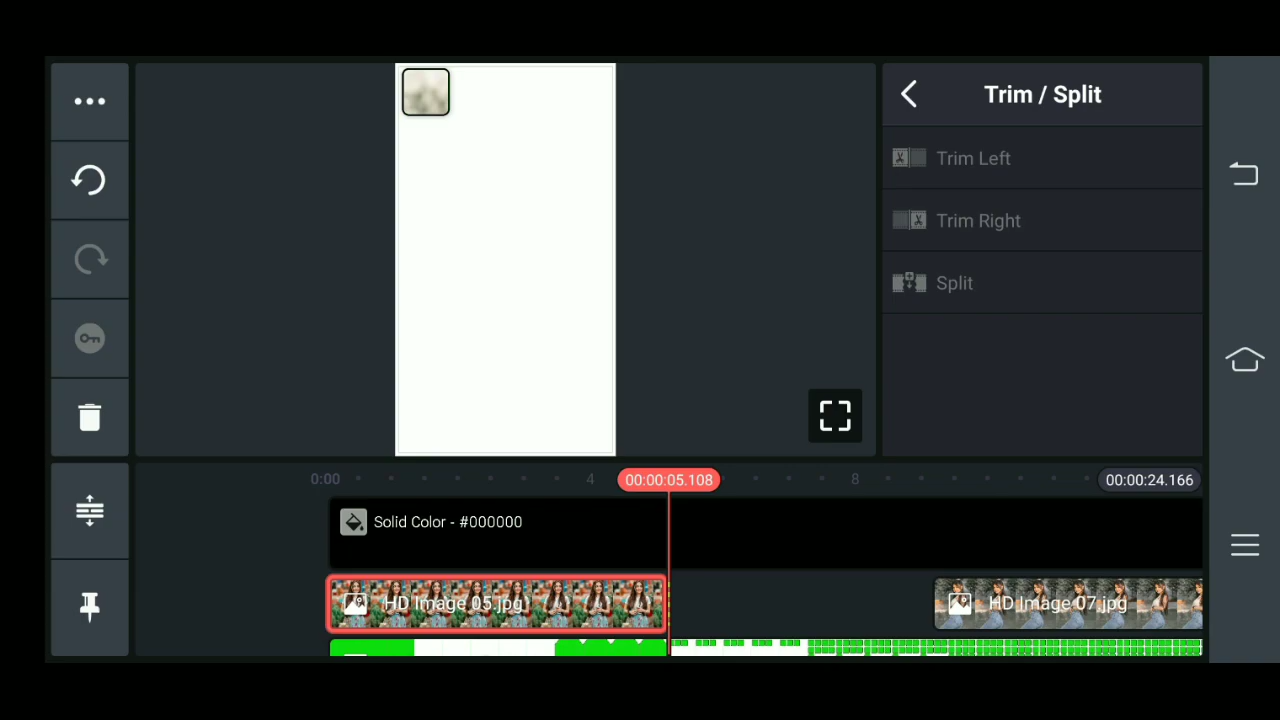 Trim / Split
Trim Left
Trim Right
Split
0:00
4
00:00:05.108
8
00:00:24.166
Solid Color - #000000
HD Image 05.jpg
HD Image 07.jpg